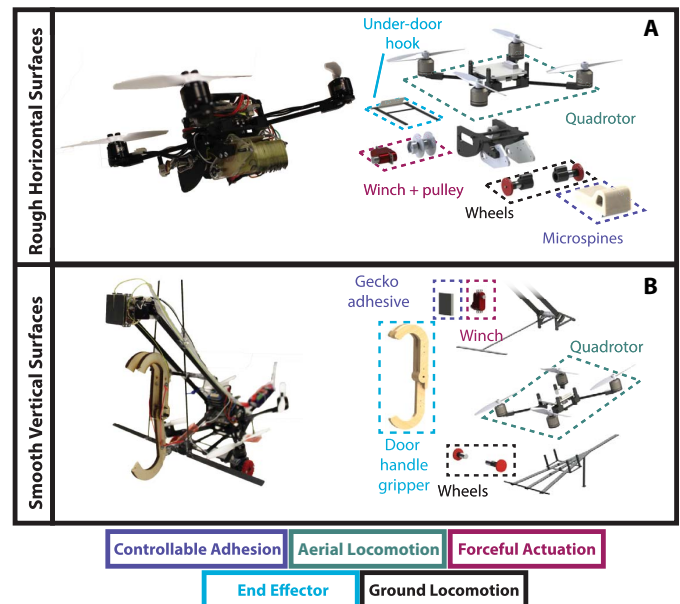 Rough Horizontal Surfaces
A
Under-door
hook
Quadrotor
Winch + pulley
Wheels
Microspines
Smooth Vertical Surfaces
B
Gecko
adhesive
Winch
Quadrotor
Door
handle
gripper
Wheels
Controllable Adhesion
Aerial Locomotion
Forceful Actuation
End Effector
Ground Locomotion